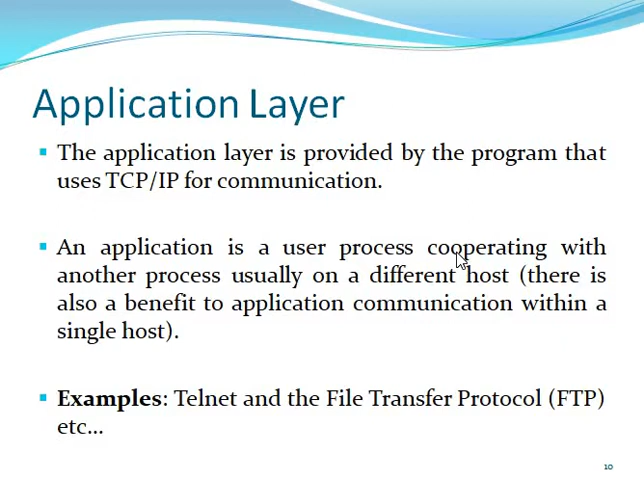 Application Layer
The application layer is provided by the program that
uses TCP/IP for communication.
An application is a user process cooperating with
another process usually on a different host (there is
also a benefit to application communication within a
single host).
Examples: Telnet and the File Transfer Protocol (FTP)
etc...
10